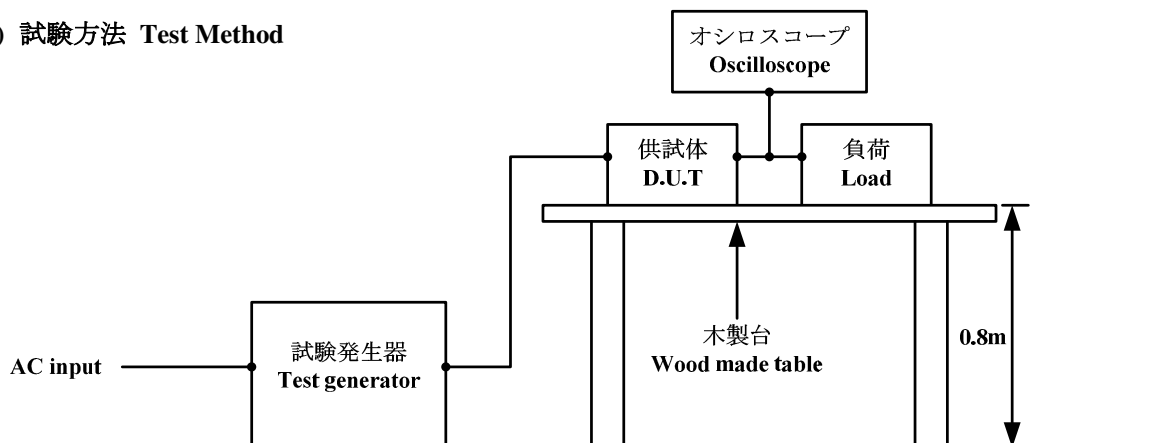 ) 試験方法 Test Method
オシロスコープ
Oscilloscope
供試体
D.U.T
負荷
Load
木製台
Wood made table
0.8m
AC input
試験発生器
Test generator